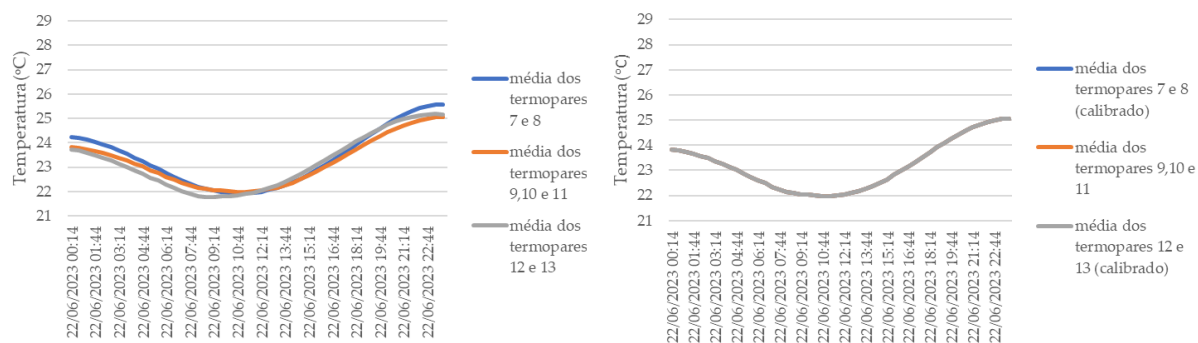 29
28
27
26
25
24
23
22
21
Temperatura (ºC)
22/06/2023 00:14
22/06/2023 01:44
22/06/2023 03:14
22/06/2023 04:44
22/06/2023 06:14
22/06/2023 07:44
22/06/2023 09:14
22/06/2023 10:44
22/06/2023 12:14
22/06/2023 13:44
22/06/2023 15:14
22/06/2023 16:44
22/06/2023 18:14
22/06/2023 19:44
22/06/2023 21:14
22/06/2023 22:44
média dos
termopares
7 e 8
média dos
termopares
9,10 e 11
média dos
termopares
12 e 13
29
28
27
26
25
24
23
22
21
Temperatura (°C)
22/06/2023 00:14
22/06/2023 01:44
22/06/2023 03:14
22/06/2023 04:44
22/06/2023 06:14
22/06/2023 07:44
22/06/2023 09:14
22/06/2023 10:44
22/06/2023 12:14
22/06/2023 13:44
22/06/2023 15:14
22/06/2023 16:44
22/06/2023 18:14
22/06/2023 19:44
22/06/2023 21:14
22/06/2023 22:44
média dos
termopares 7 e 8
(calibrado)
média dos
termopares 9,10 e
11
média dos
termopares 12 e
13 (calibrado)